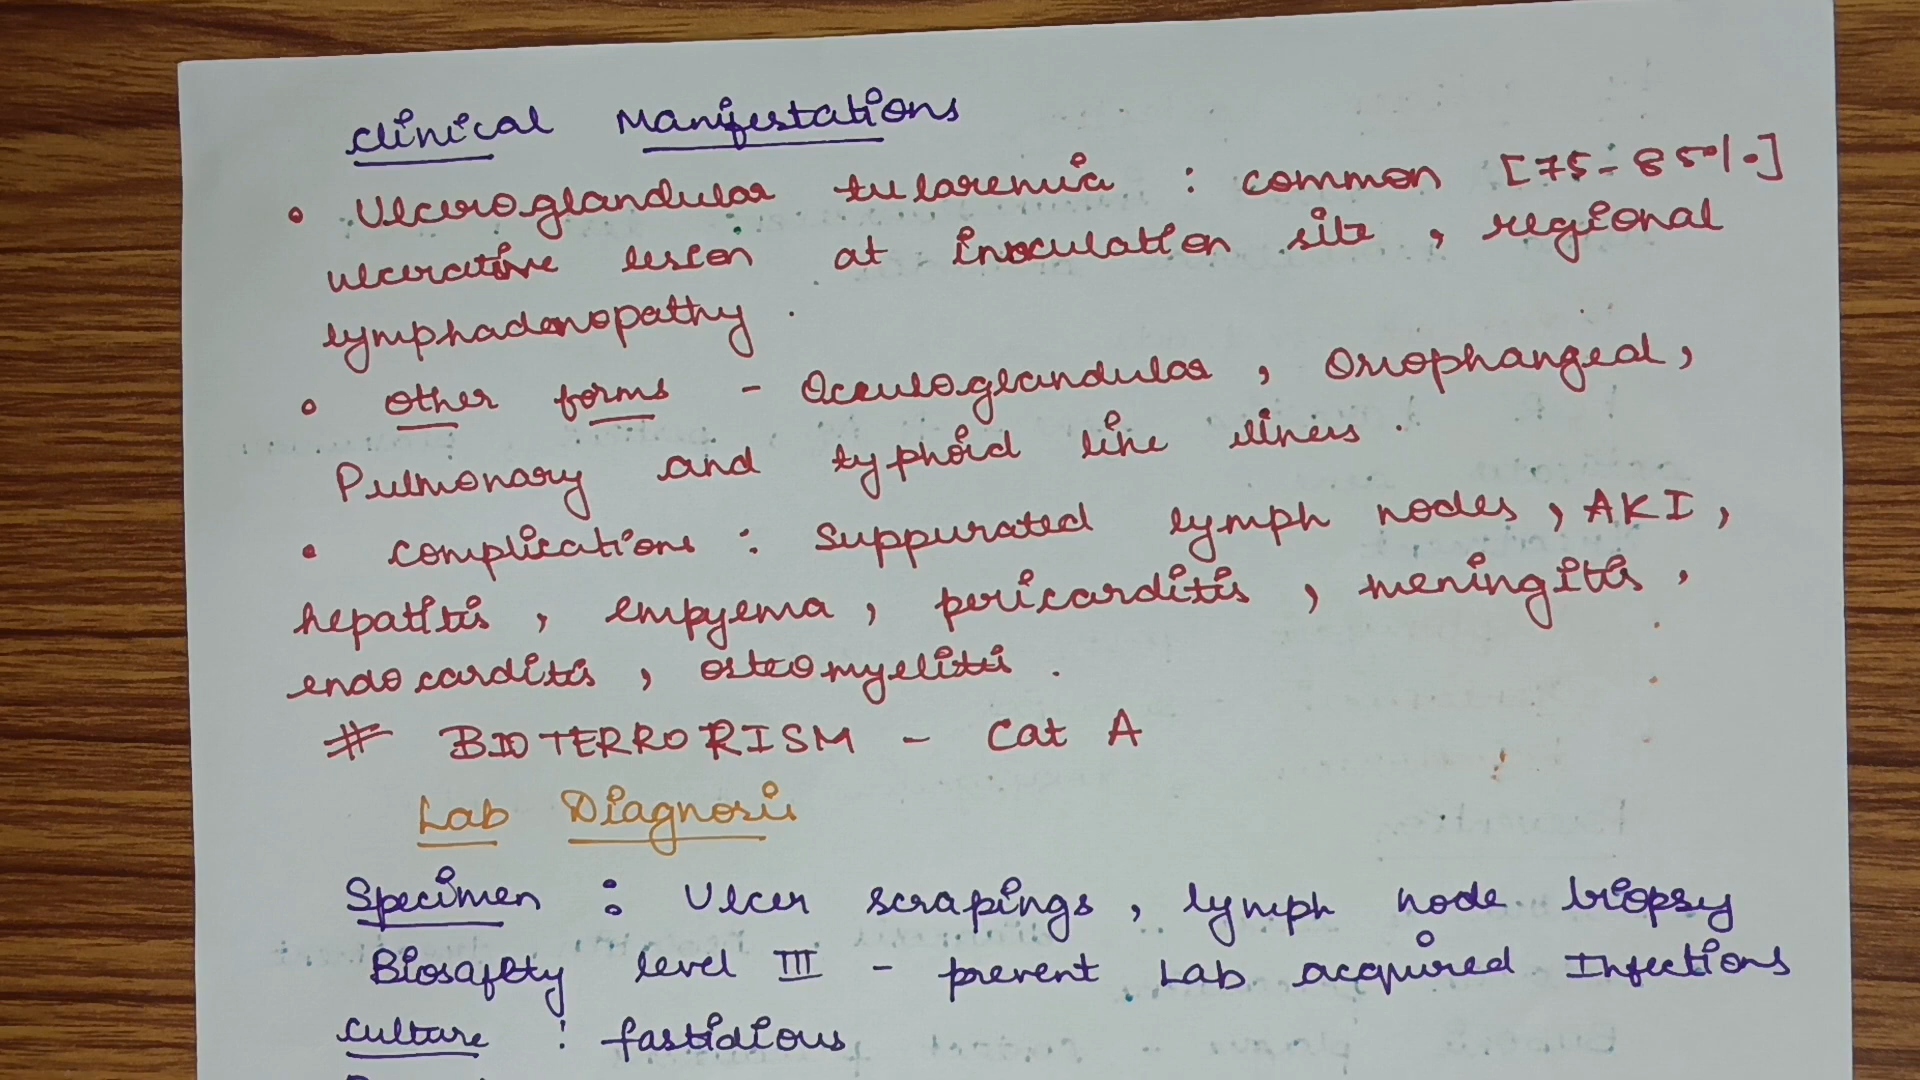 Clinical Manifestations
• Ulceroglandular tularemia : common [75-85%]
ulcerative lesion at inoculation site , regional
lymphadenopathy .
• Other forms - Occuloglandular , Orophangeal ,
Pulmonary and typhoid like illness .
• complications : suppurated lymph nodes , AKI ,
hepatitis , empyema , pericarditis , meningitis ,
endocarditis , osteomyelitis .
# BIOTERRORISM - Cat A
Lab Diagnosis
Specimen : Ulcer scrapings , lymph node biopsy
Biosafety level III - prevent Lab acquired Infections
Culture : fastidious